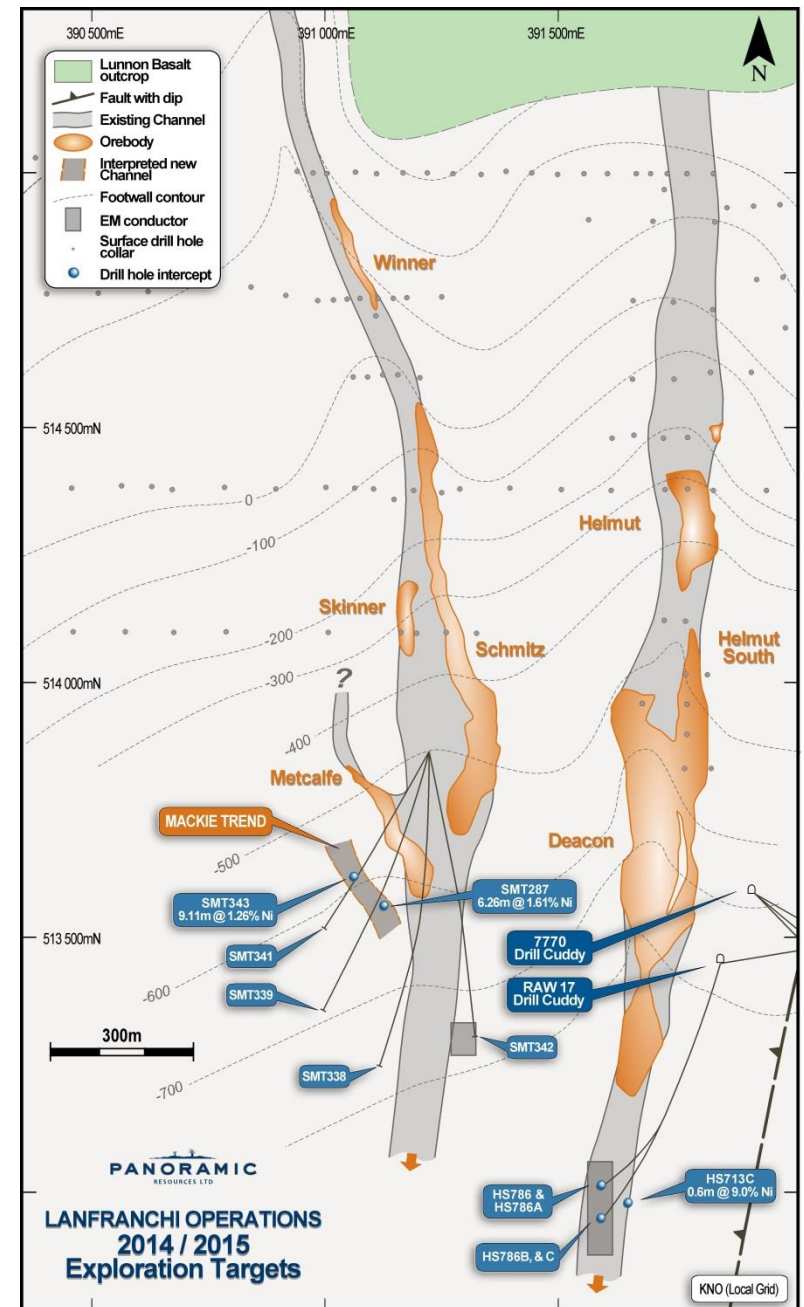 390 500mE
391 000mE
391 500mE
N
Lunnon Basalt
outcrop
Fault with dip
Existing Channel
Orebody
Interpreted new
Channel
Footwall contour
EM conductor
Surface drill hole
collar
Drill hole intercept
Winner
514 500mN
0
-100
Helmut
Skinner
-200
Schmitz
Helmut
South
-300
514 000mN
?
-400
Metcalfe
MACKIE TREND
Deacon
-500
SMT343
9.11m @ 1.26% Ni
SMT287
6.26m @ 1.61% Ni
SMT341
513 500mN
7770
Drill Cuddy
RAW 17
Drill Cuddy
-600
SMT339
300m
SMT342
SMT338
-700
PANORAMIC
RESOURCES LTD
HS786 &
HS786A
HS713C
0.6m @ 9.0% Ni
LANFRANCHI OPERATIONS
2014 / 2015
Exploration Targets
HS786B, & C
KNO (Local Grid)